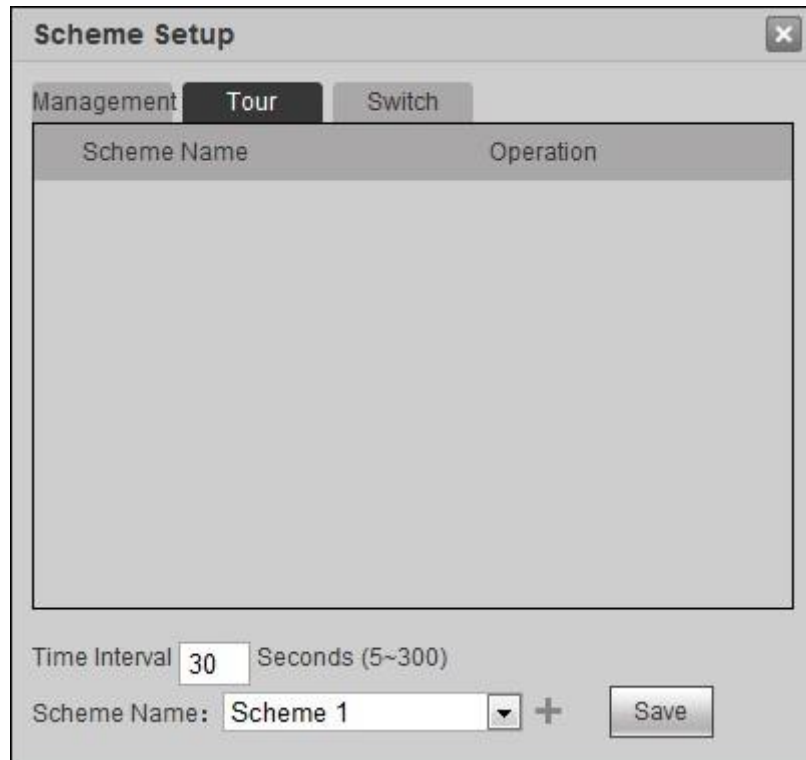 Scheme Setup
Management Tour Switch
Scheme Name Operation
Time Interval 30 Seconds (5~300)
Scheme Name: Scheme 1 Save